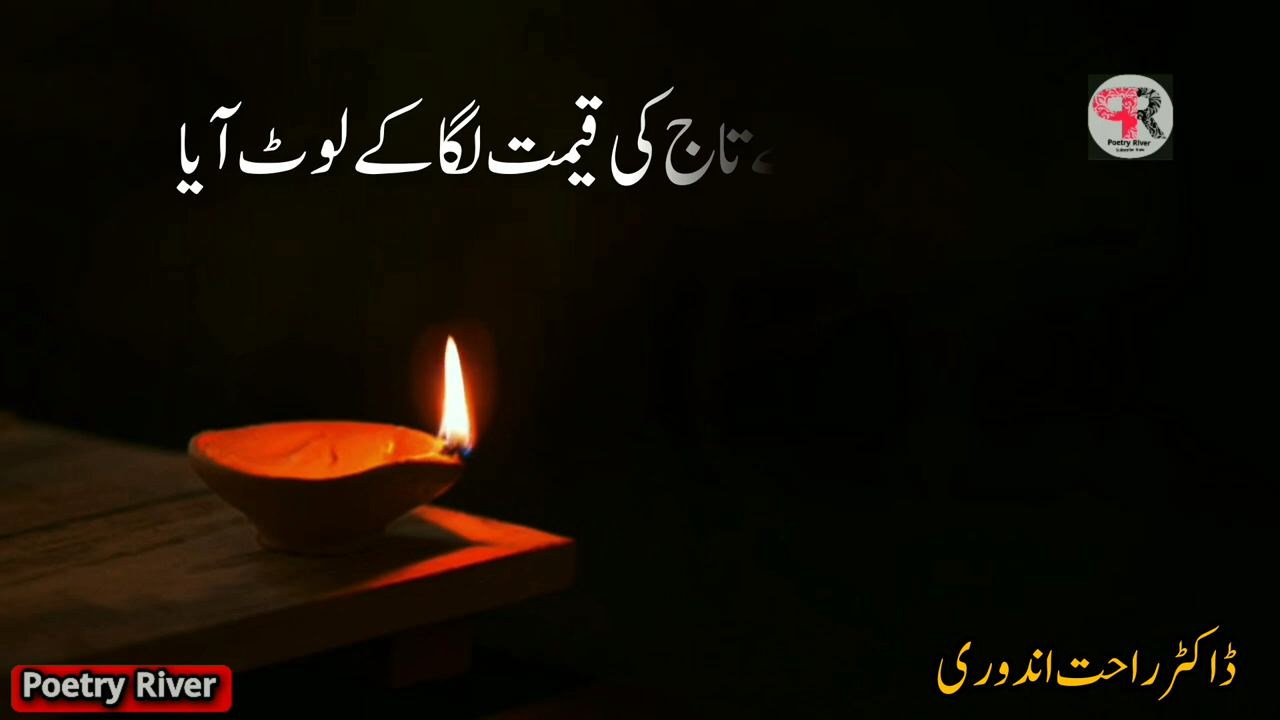 تاج کی قیمت لگا کے لوٹ آیا
Poetry River
ڈاکٹر راحت اندوری
Poetry River